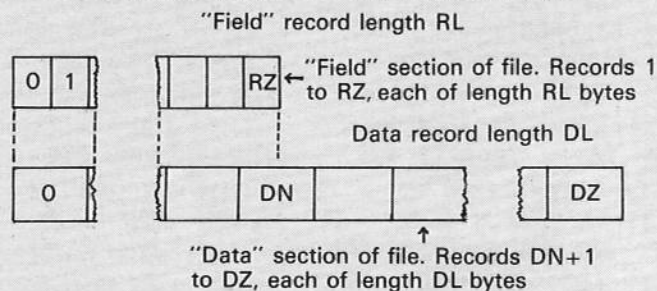 "Field" record length RL
0 1 RZ
"Field" section of file. Records 1
to RZ, each of length RL bytes
Data record length DL
0 DN DZ
"Data" section of file. Records DN+1
to DZ, each of length DL bytes